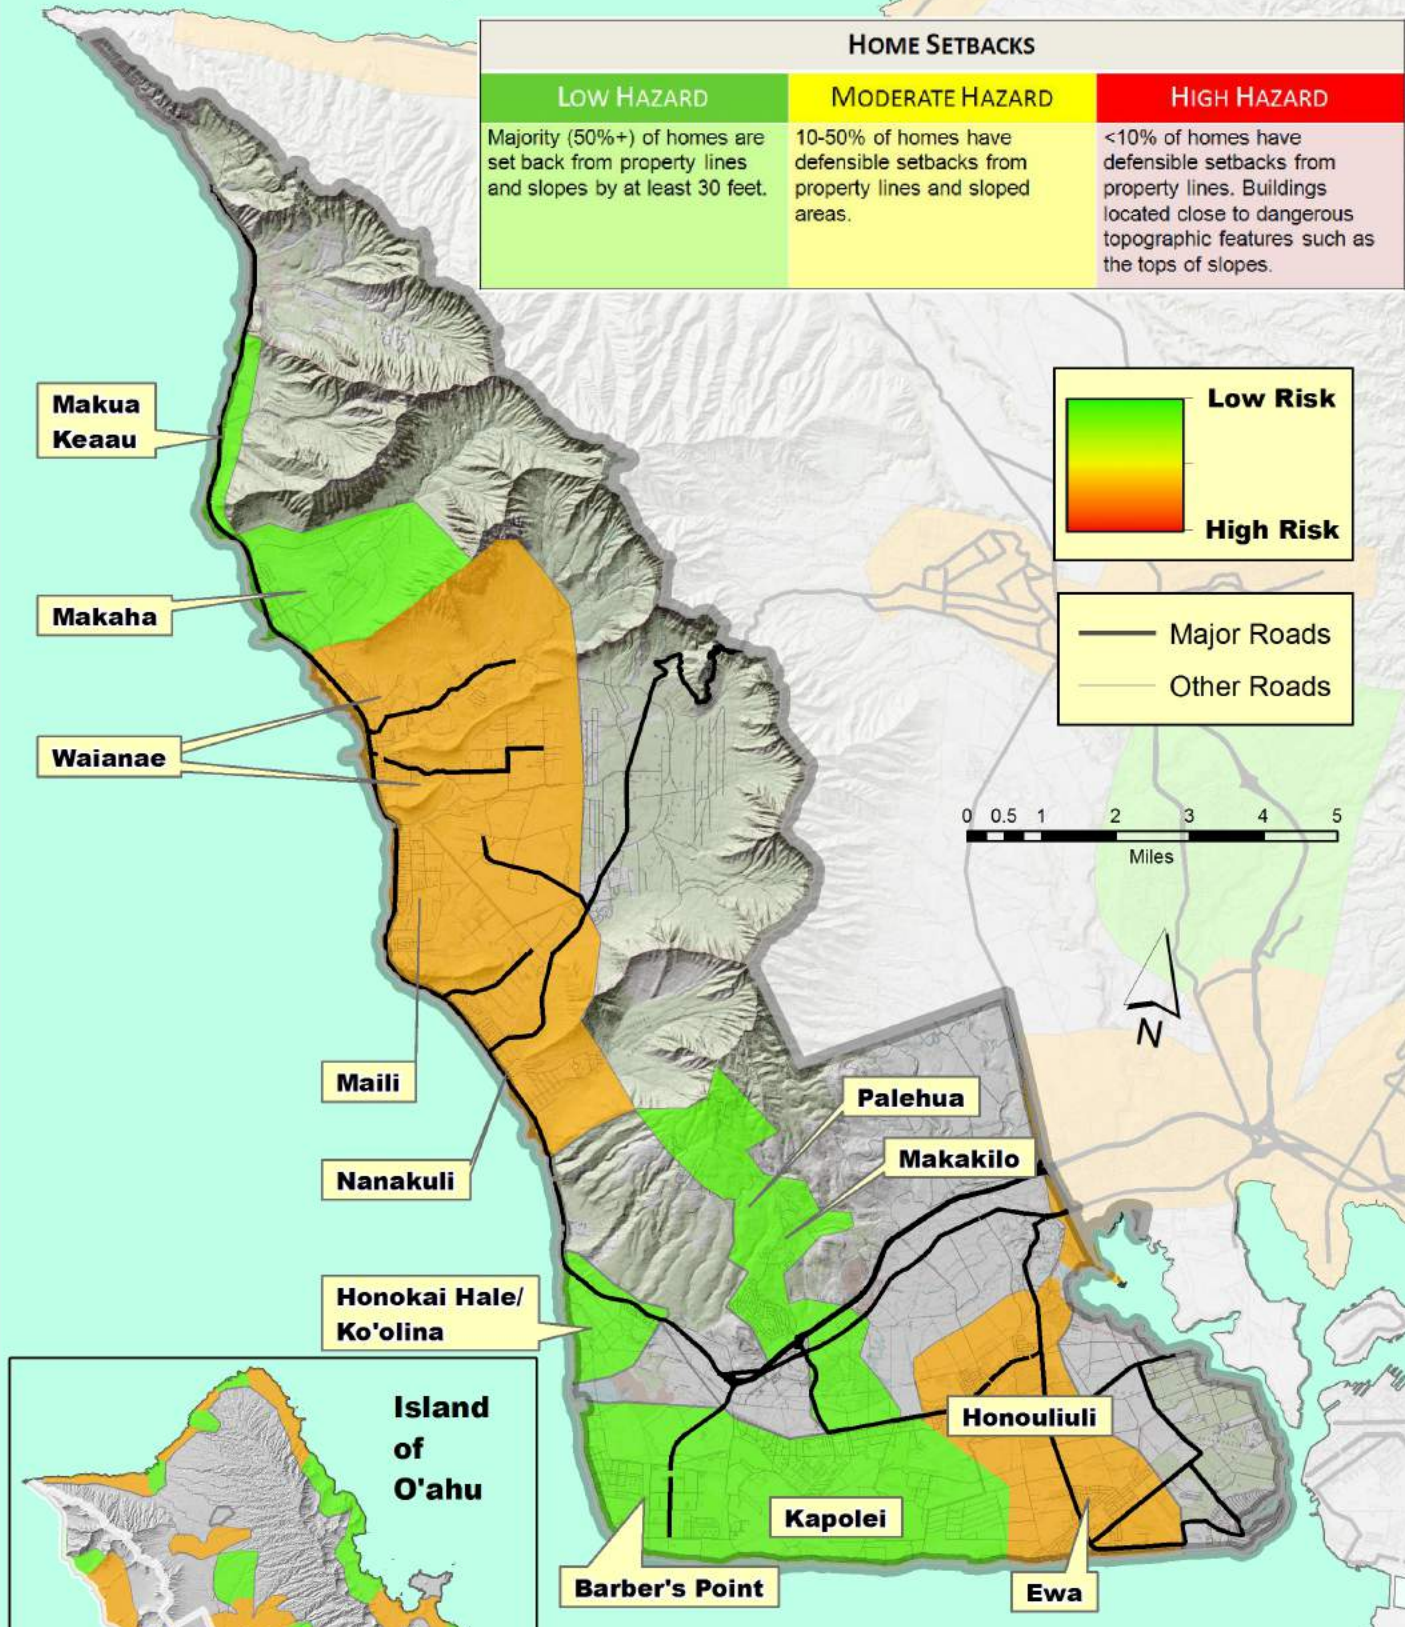 HOME SETBACKS
LOW HAZARD
MODERATE HAZARD
HIGH HAZARD
Majority (50%+) of homes are
set back from property lines
and slopes by at least 30 feet.
10-50% of homes have
defensible setbacks from
property lines and sloped
areas.
<10% of homes have
defensible setbacks from
property lines. Buildings
located close to dangerous
topographic features such as
the tops of slopes.
Low Risk
High Risk
Major Roads
Other Roads
0 0.5 1 2 3 4 5
Miles
N
Makua
Keaau
Makaha
Waianae
Maili
Nanakuli
Palehua
Makakilo
Honokai Hale/
Ko'olina
Honouliuli
Kapolei
Barber's Point
Ewa
Island
of
O'ahu